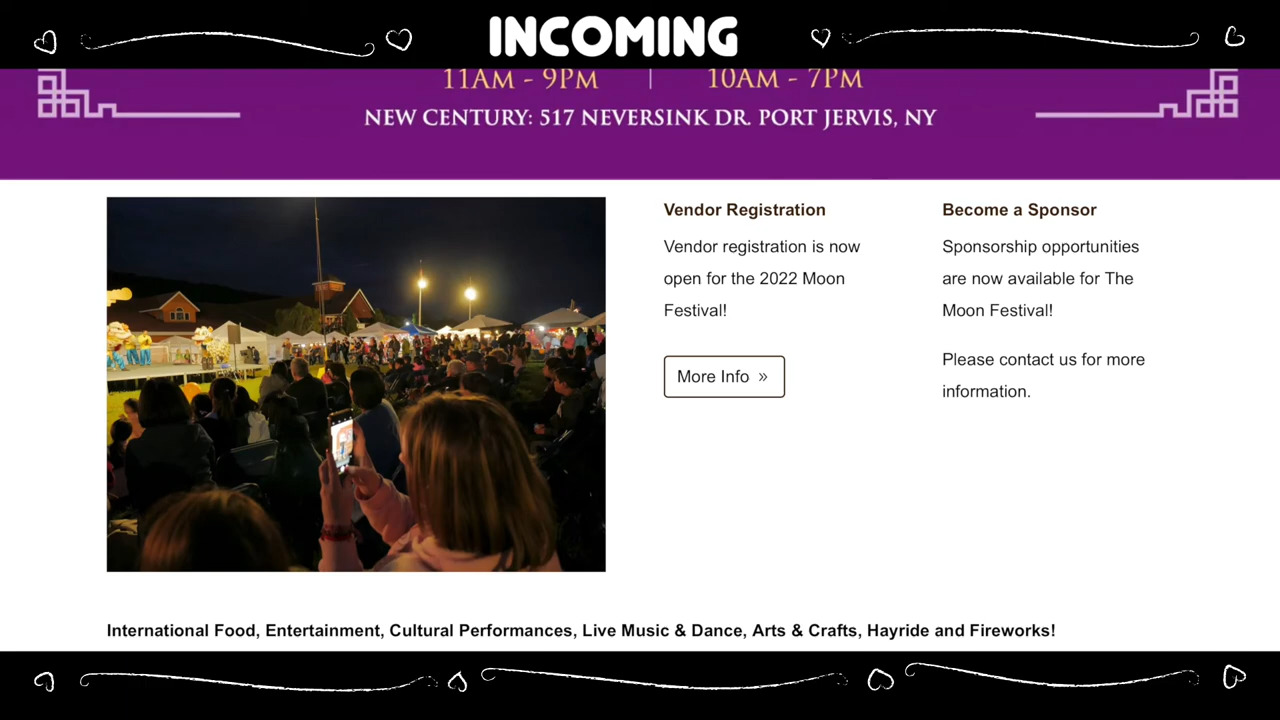 INCOMING
11AM - 9PM | 10AM - 7PM
NEW CENTURY: 517 NEVERSINK DR. PORT JERVIS, NY
Vendor Registration
Vendor registration is now
open for the 2022 Moon
Festival!
More Info »
Become a Sponsor
Sponsorship opportunities
are now available for The
Moon Festival!
Please contact us for more
information.
International Food, Entertainment, Cultural Performances, Live Music & Dance, Arts & Crafts, Hayride and Fireworks!